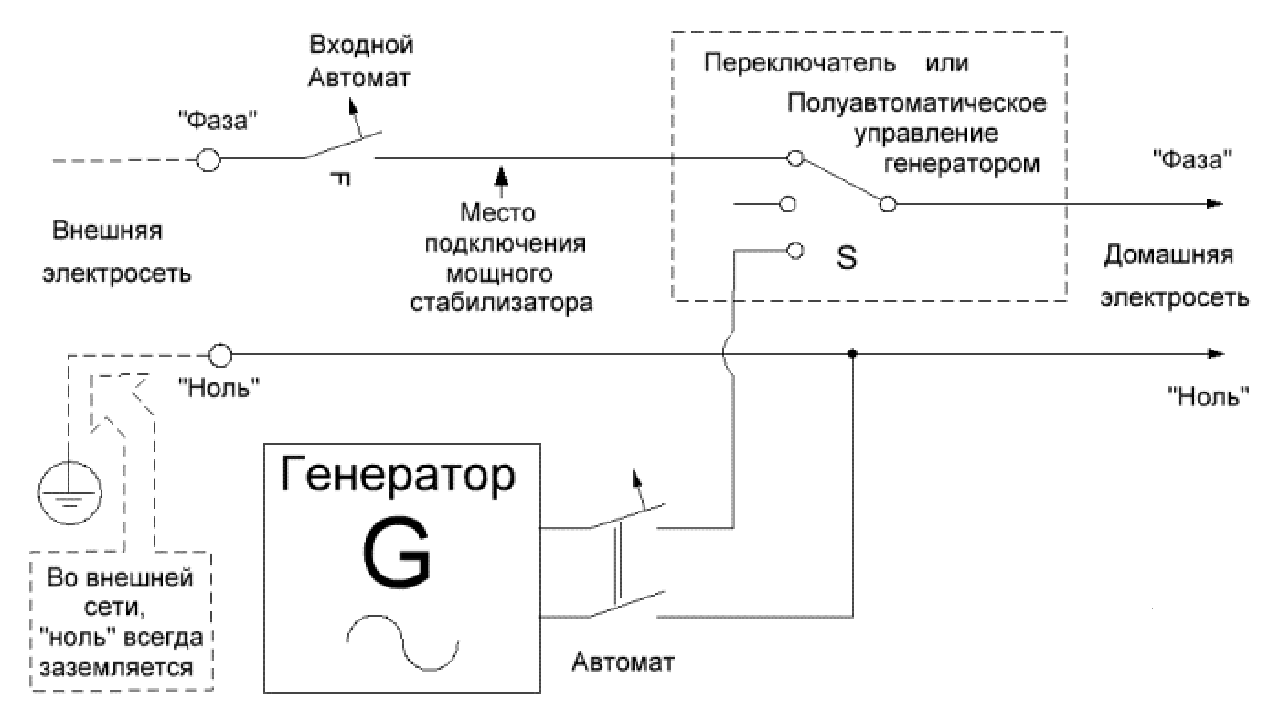 Входной
Автомат
"Фаза"
F
Место
подключения
мощного
стабилизатора
Внешняя
электросеть
Переключатель или
Полуавтоматическое
управление
генератором
S
"Фаза"
Домашняя
электросеть
"Ноль"
"Ноль"
Генератор
G
Автомат
Во внешней
сети,
"ноль" всегда
заземляется